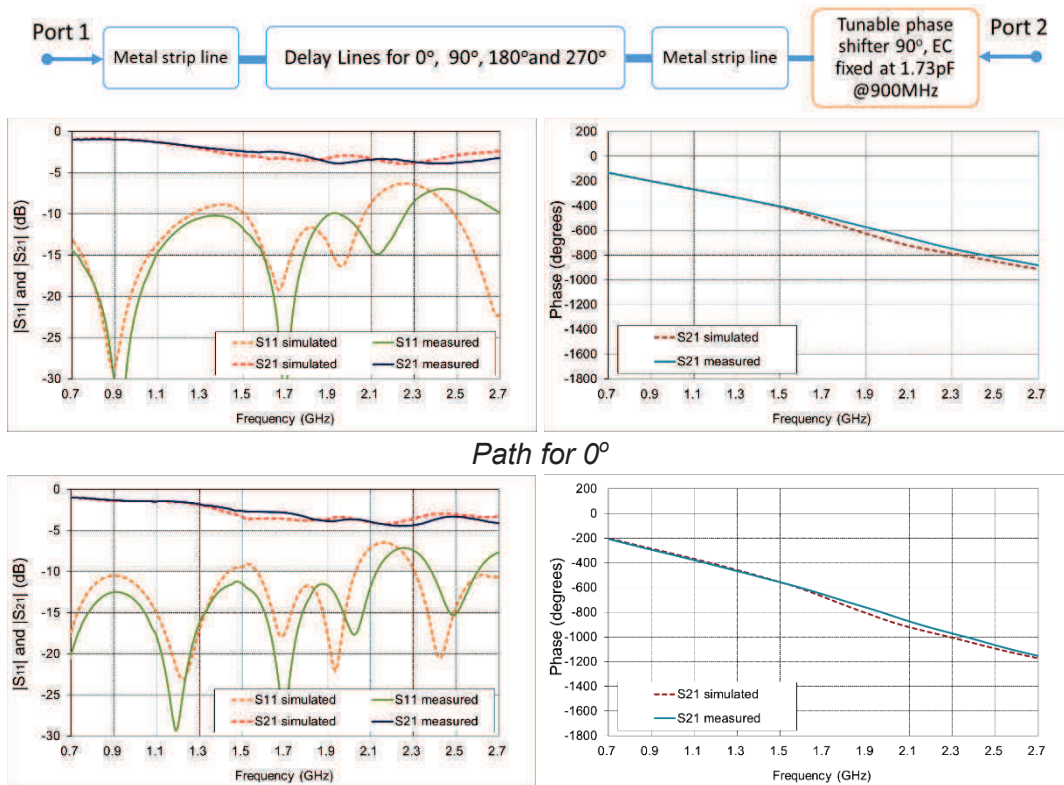 Port 1
Metal strip line
Delay Lines for 0º, 90º, 180ºand 270º
Metal strip line
Tunable phase
shifter 90º, EC
fixed at 1.73pF
@900MHz
Port 2
|S11| and |S21| (dB)
0
-5
-10
-15
-20
-25
-30
S11 simulated
S11 measured
S21 simulated
S21 measured
0.7 0.9 1.1 1.3 1.5 1.7 1.9 2.1 2.3 2.5 2.7
Frequency (GHz)
Phase (degrees)
200
0
-200
-400
-600
-800
-1000
-1200
-1400
-1600
-1800
S21 simulated
S21 measured
0.7 0.9 1.1 1.3 1.5 1.7 1.9 2.1 2.3 2.5 2.7
Frequency (GHz)
Path for 0º
|S11| and |S21| (dB)
0
-5
-10
-15
-20
-25
-30
S11 simulated
S11 measured
S21 simulated
S21 measured
0.7 0.9 1.1 1.3 1.5 1.7 1.9 2.1 2.3 2.5 2.7
Frequency (GHz)
Phase (degrees)
200
0
-200
-400
-600
-800
-1000
-1200
-1400
-1600
-1800
S21 simulated
S21 measured
0.7 0.9 1.1 1.3 1.5 1.7 1.9 2.1 2.3 2.5 2.7
Frequency (GHz)